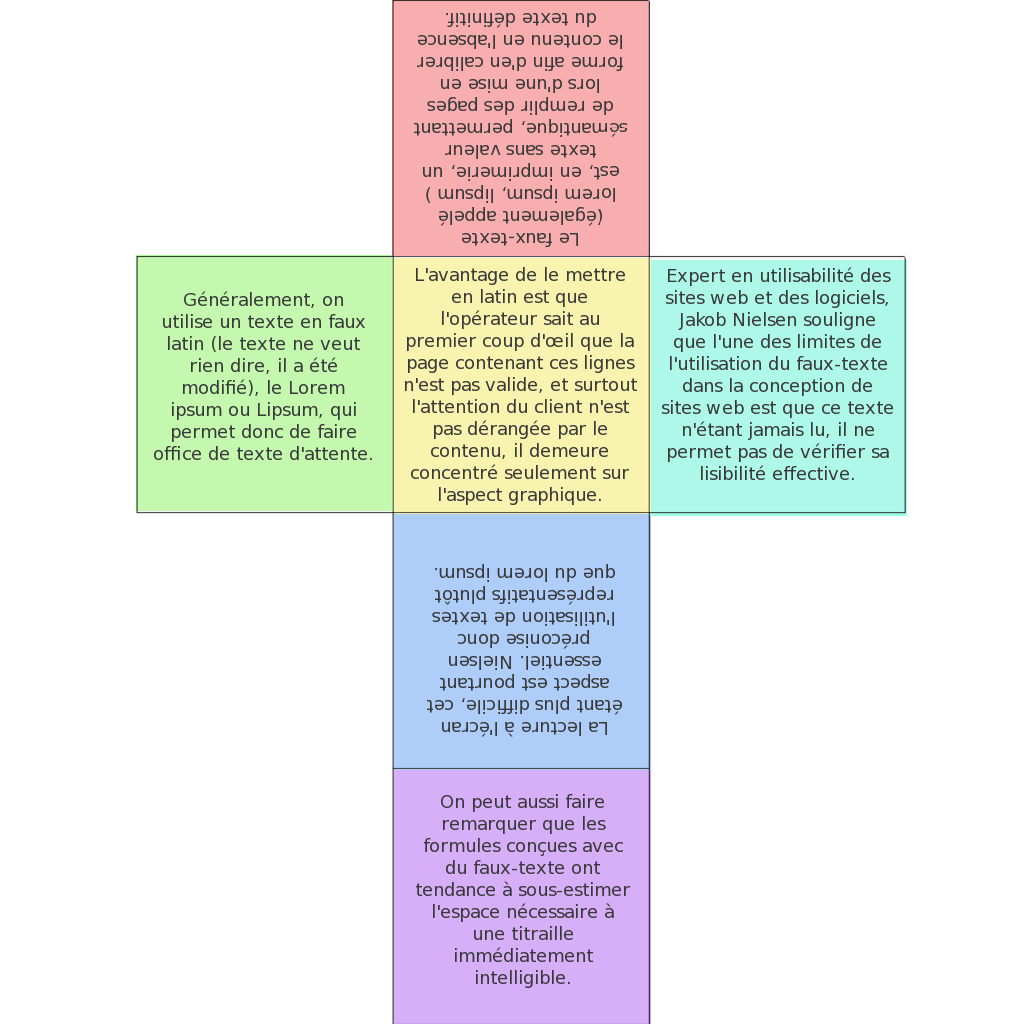 Le faux-texte
(également appelé
lorem ipsum, lipsum )
est, en imprimerie, un
texte sans valeur
sémantique, permettant
de remplir des pages
lors d'une mise en
forme afin d'en calibrer
le contenu en l'absence
du texte définitif.
Généralement, on
utilise un texte en faux
latin (le texte ne veut
rien dire, il a été
modifié), le Lorem
ipsum ou Lipsum, qui
permet donc de faire
office de texte d'attente.
L'avantage de le mettre
en latin est que
l'opérateur sait au
premier coup d'œil que la
page contenant ces lignes
n'est pas valide, et surtout
l'attention du client n'est
pas dérangée par le
contenu, il demeure
concentré seulement sur
l'aspect graphique.
Expert en utilisabilité des
sites web et des logiciels,
Jakob Nielsen souligne
que l'une des limites de
l'utilisation du faux-texte
dans la conception de
sites web est que ce texte
n'étant jamais lu, il ne
permet pas de vérifier sa
lisibilité effective.
La lecture à l'écran
étant plus difficile, cet
aspect est pourtant
essentiel. Nielsen
préconise donc
l'utilisation de textes
représentatifs plutôt
que du lorem ipsum.
On peut aussi faire
remarquer que les
formules conçues avec
du faux-texte ont
tendance à sous-estimer
l'espace nécessaire à
une titraille
immédiatement
intelligible.